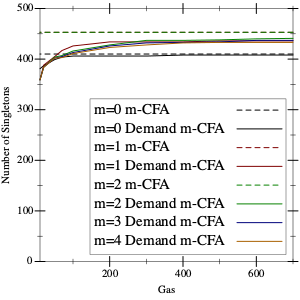 500
400
300
200
100
0
Number of Singletons
m=0 m-CFA
m=0 Demand m-CFA
m=1 m-CFA
m=1 Demand m-CFA
m=2 m-CFA
m=2 Demand m-CFA
m=3 Demand m-CFA
m=4 Demand m-CFA
200 400 600
Gas